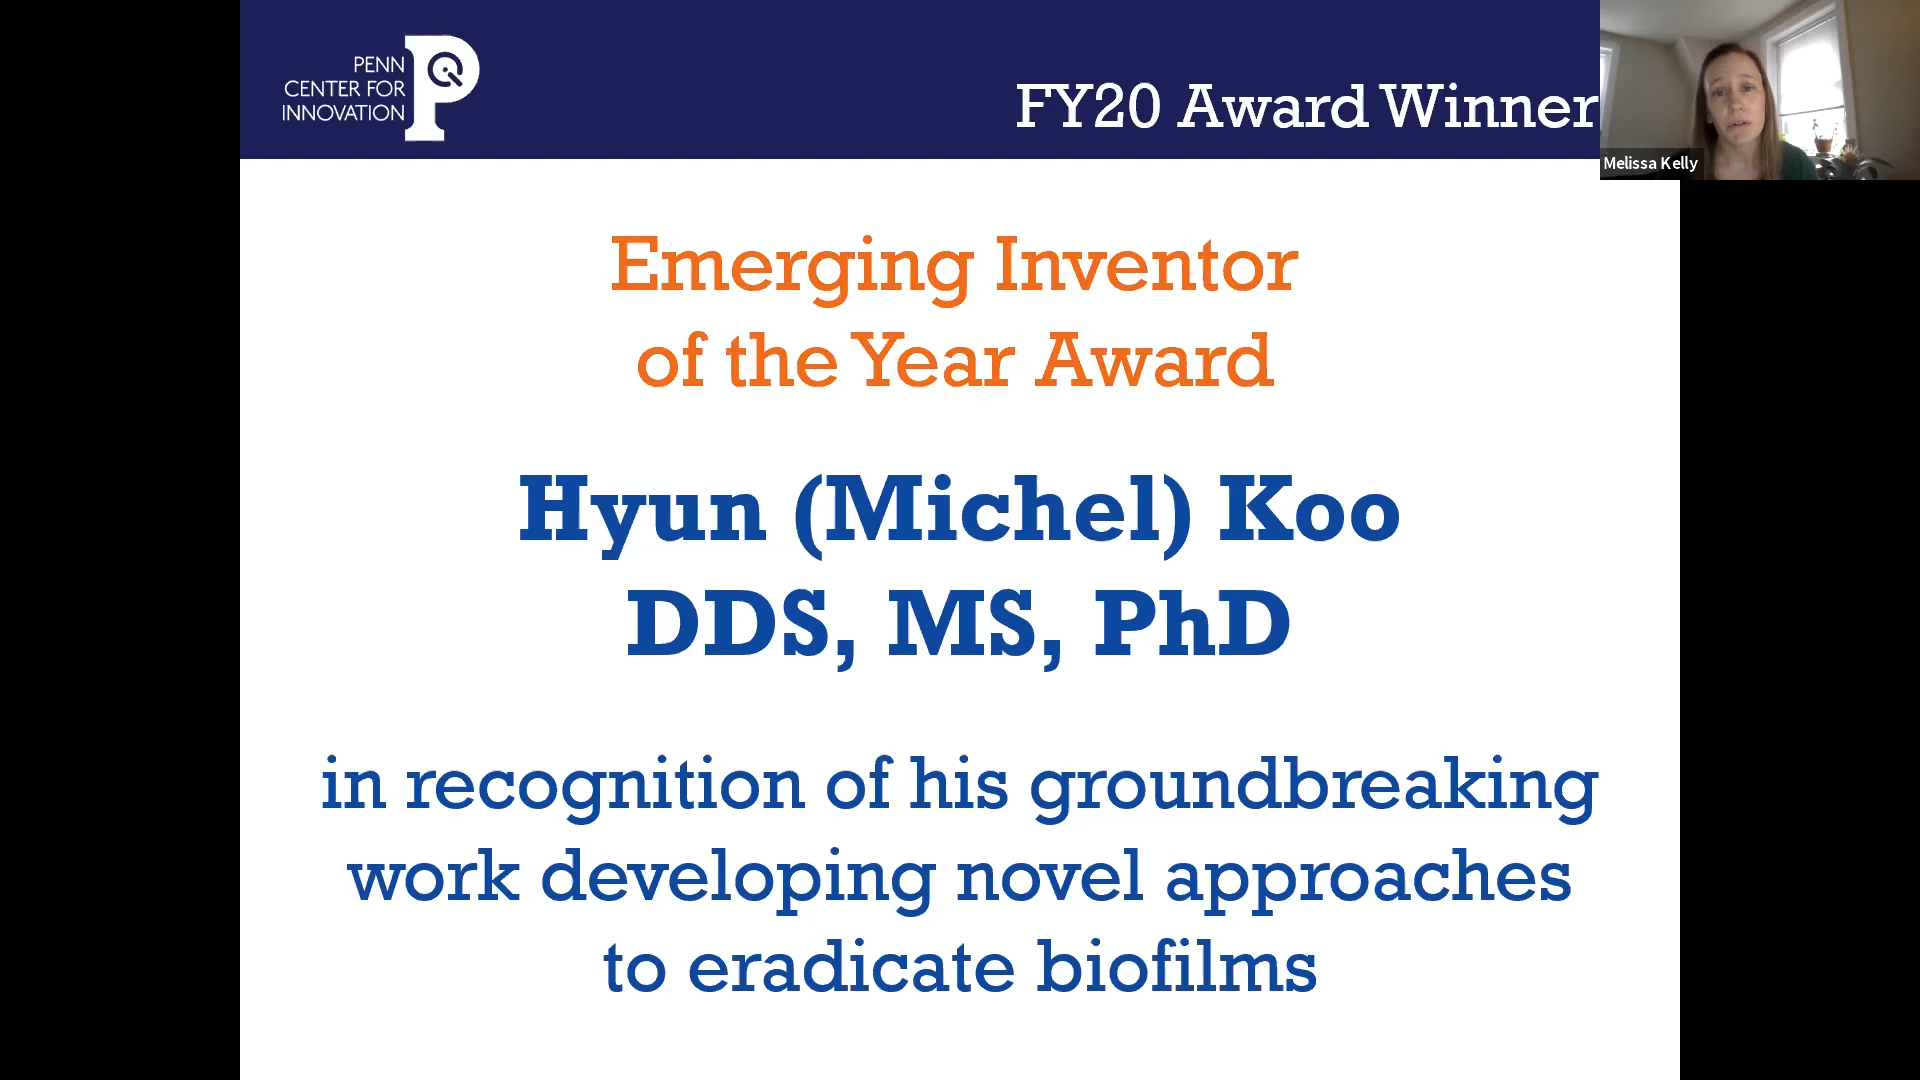 PENN
CENTER FOR
INNOVATION
FY20 Award Winner
Melissa Kelly
Emerging Inventor
of the Year Award
Hyun (Michel) Koo
DDS, MS, PhD
in recognition of his groundbreaking
work developing novel approaches
to eradicate biofilms